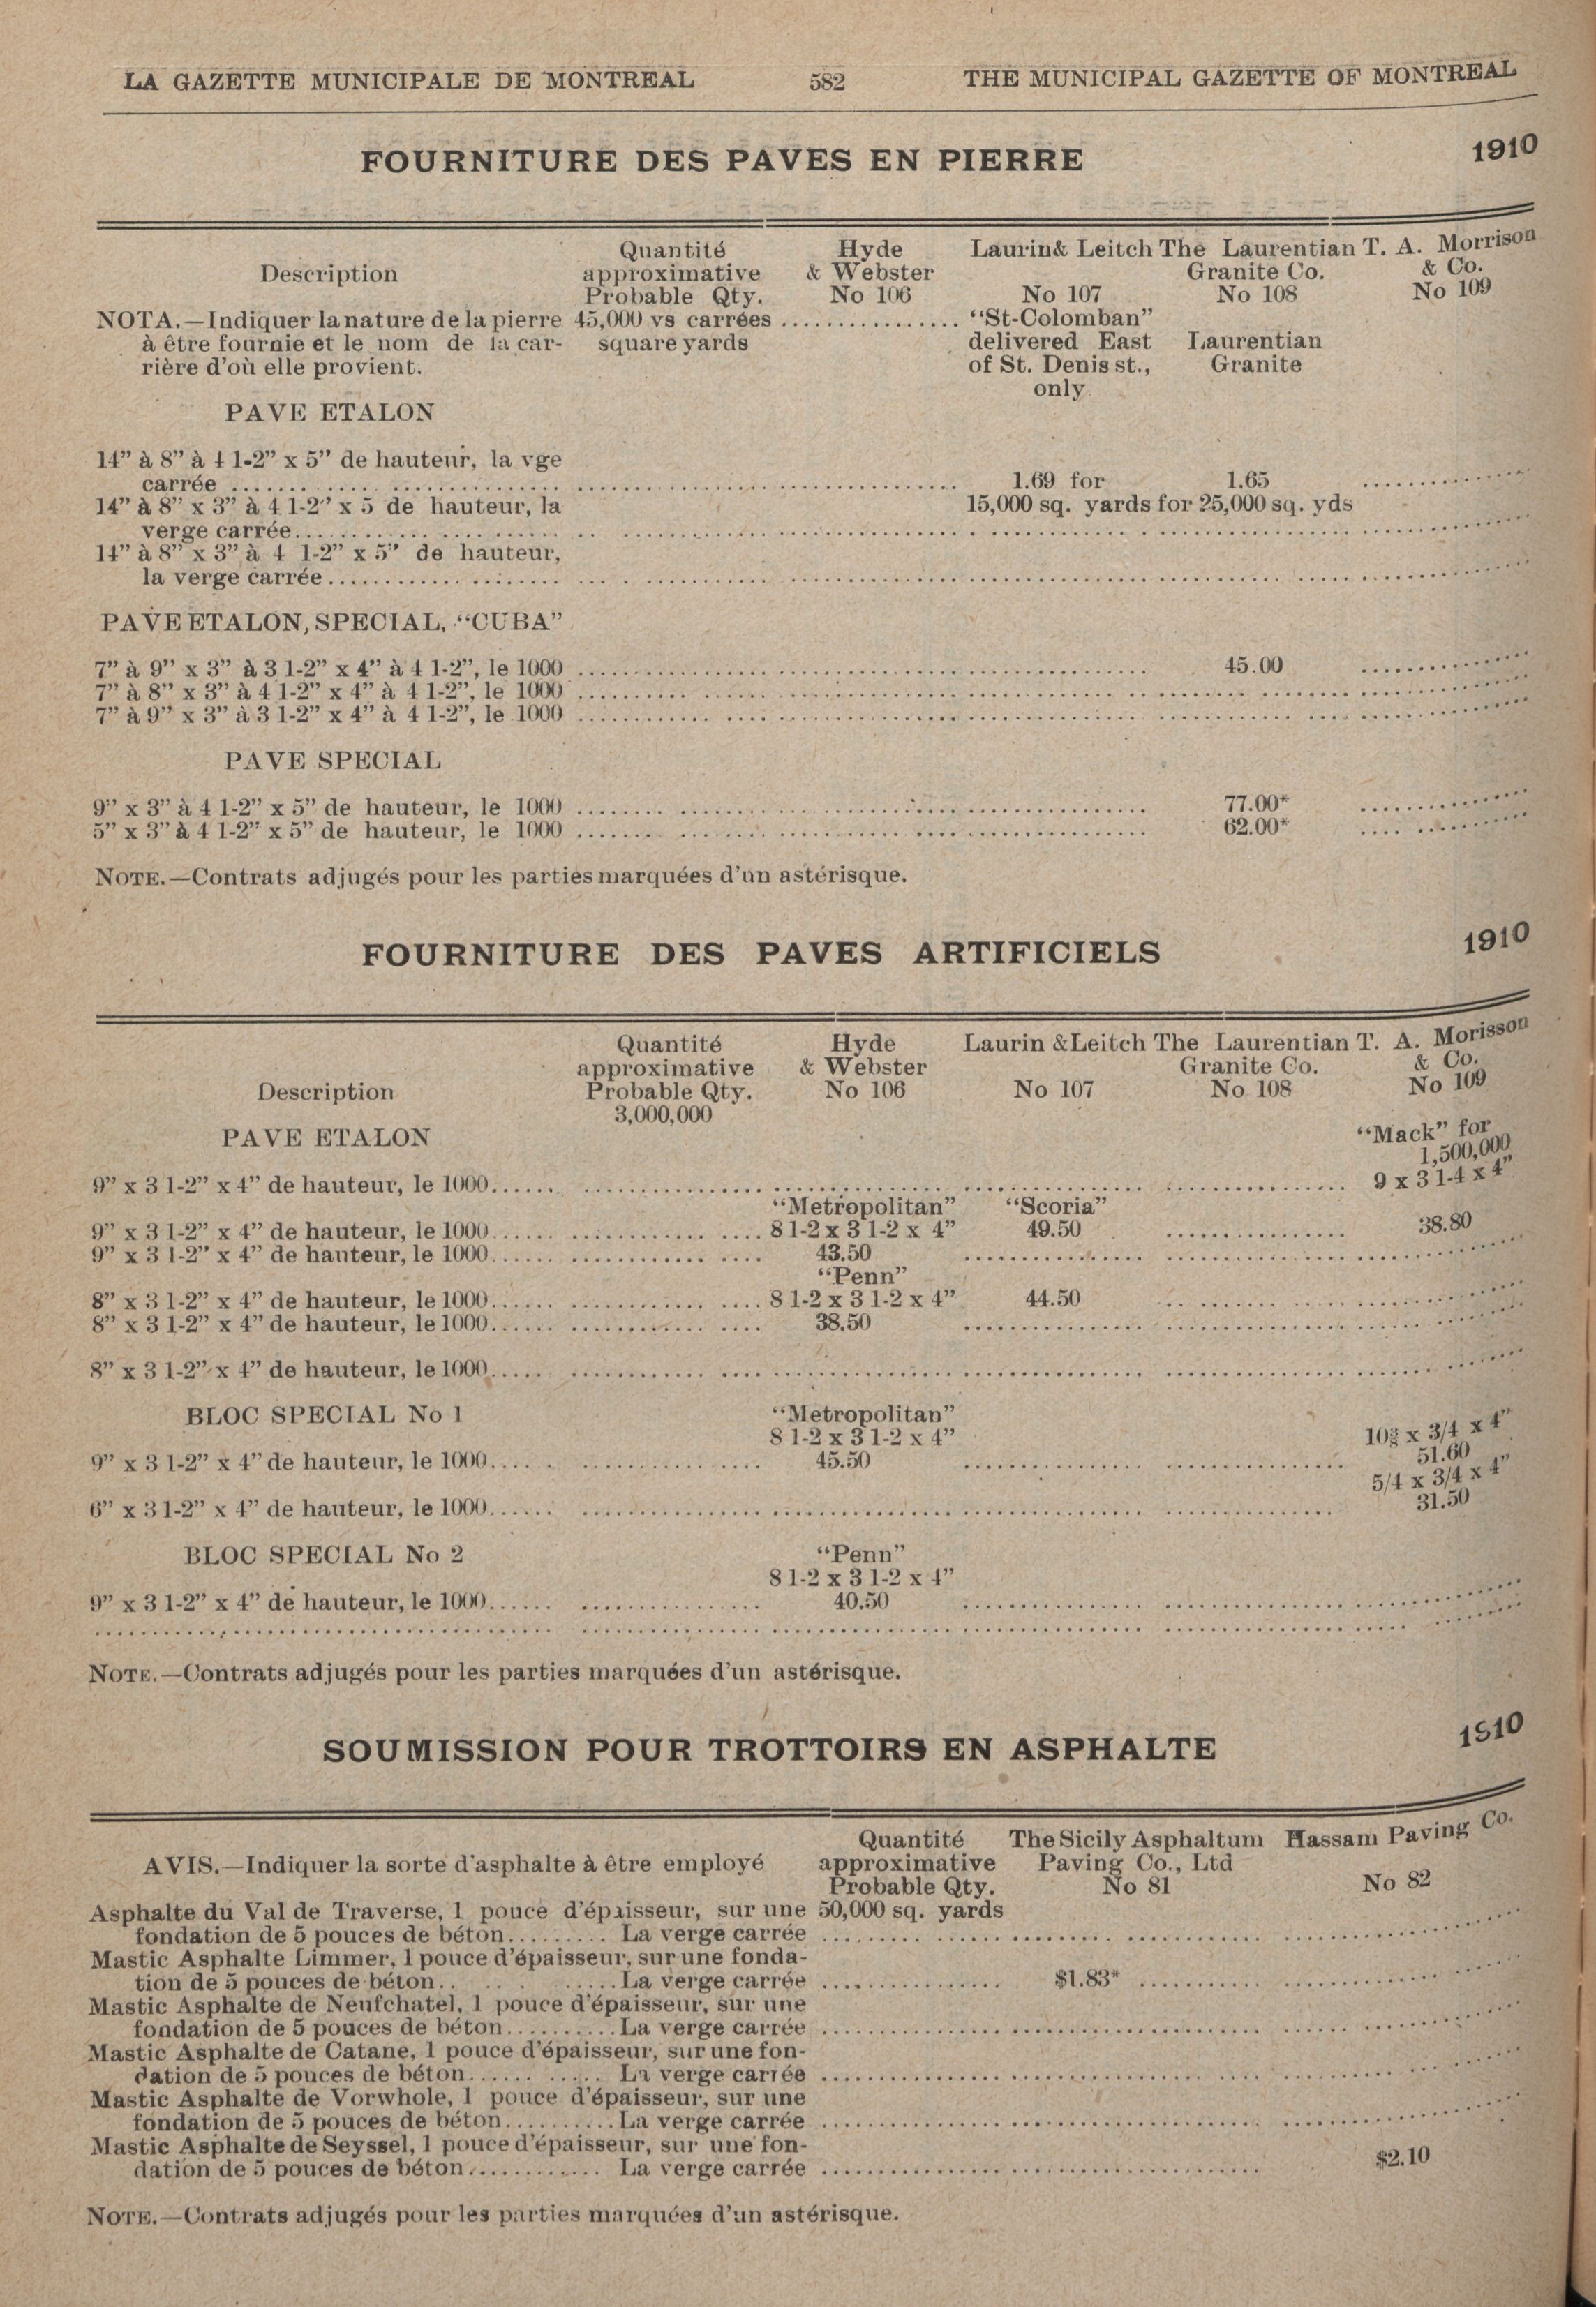 LA GAZETTE MUNICIPALE DE MONTREAL 582 THE MUNICIPAL GAZETTE OF MONTREAL
FOURNITURE DES PAVES EN PIERRE 1910
Quantité Hyde Laurin& Leitch The Laurentian T. A. Morrison
Description approximative & Webster Granite Co. & Co.
Probable Qty. No 106 No 107 No 108 No 109
NOTA.—Indiquer la nature de la pierre 45,000 vs carrées ................ "St-Colomban"
à être fournie et le nom de la car- square yards delivered East Laurentian
rière d'où elle provient. of St. Denis st., Granite
only
PAVE ETALON
14" à 8" à 4 1-2" x 5" de hauteur, la vge
carrée ........ 1.69 for 1.65 ........
14" à 8" x 3" à 4 1-2" x 5 de hauteur, la 15,000 sq. yards for 25,000 sq. yds
verge carrée........
14" à 8" x 3" à 4 1-2" x 5" de hauteur,
la verge carrée........
PAVE ETALON, SPECIAL, "CUBA"
7" à 9" x 3" à 3 1-2" x 4" à 4 1-2", le 1000 ........ 45.00 ........
7" à 8" x 3" à 4 1-2" x 4" à 4 1-2", le 1000 ........
7" à 9" x 3" à 3 1-2" x 4" à 4 1-2", le 1000 ........
PAVE SPECIAL
9" x 3" à 4 1-2" x 5" de hauteur, le 1000 ........ 77.00* ........
5" x 3" à 4 1-2" x 5" de hauteur, le 1000 ........ 62.00* ........
NOTE.—Contrats adjugés pour les parties marquées d'un astérisque.
FOURNITURE DES PAVES ARTIFICIELS 1910
Quantité Hyde Laurin &Leitch The Laurentian T. A. Morisson
approximative & Webster Granite Co. & Co.
Description Probable Qty. No 106 No 107 No 108 No 109
3,000,000
PAVE ETALON "Mack" for
1,500,000
9" x 3 1-2" x 4" de hauteur, le 1000........ 9 x 3 1-4 x 4"
"Metropolitan" "Scoria"
9" x 3 1-2" x 4" de hauteur, le 1000........ 8 1-2 x 3 1-2 x 4" 49.50 ........ 38.80
9" x 3 1-2" x 4" de hauteur, le 1000........ 43.50 ........
"Penn"
8" x 3 1-2" x 4" de hauteur, le 1000........ 8 1-2 x 3 1-2 x 4" 44.50 ........
8" x 3 1-2" x 4" de hauteur, le 1000........ 38.50 ........
8" x 3 1-2" x 4" de hauteur, le 1000........
BLOC SPECIAL No 1 "Metropolitan"
8 1-2 x 3 1-2 x 4" x 3/4 x 4"
9" x 3 1-2" x 4" de hauteur, le 1000........ 45.50 ........ 51.60
5/4 x 3/4 x 4"
6" x 3 1-2" x 4" de hauteur, le 1000........ 31.50
BLOC SPECIAL No 2 "Penn"
8 1-2 x 3 1-2 x 4"
9" x 3 1-2" x 4" de hauteur, le 1000........ 40.50 ........
NOTE.—Contrats adjugés pour les parties marquées d'un astérisque.
SOUMISSION POUR TROTTOIRS EN ASPHALTE 1910
Quantité The Sicily Asphaltum Hassam Paving Co.
AVIS.—Indiquer la sorte d'asphalte à être employé approximative Paving Co., Ltd
Probable Qty. No 81 No 82
Asphalte du Val de Traverse, 1 pouce d'épaisseur, sur une 50,000 sq. yards
fondation de 5 pouces de béton......... La verge carrée ........
Mastic Asphalte Limmer, 1 pouce d'épaisseur, sur une fonda-
tion de 5 pouces de béton.. ......La verge carrée ........ $1.83* ........
Mastic Asphalte de Neufchatel, 1 pouce d'épaisseur, sur une
fondation de 5 pouces de béton..........La verge carrée ........
Mastic Asphalte de Catane, 1 pouce d'épaisseur, sur une fon-
dation de 5 pouces de béton........... La verge carrée ........
Mastic Asphalte de Vorwhole, 1 pouce d'épaisseur, sur une
fondation de 5 pouces de béton..........La verge carrée ........
Mastic Asphalte de Seyssel, 1 pouce d'épaisseur, sur une fon-
dation de 5 pouces de béton............ La verge carrée ........ $2.10
NOTE.—Contrats adjugés pour les parties marquées d'un astérisque.